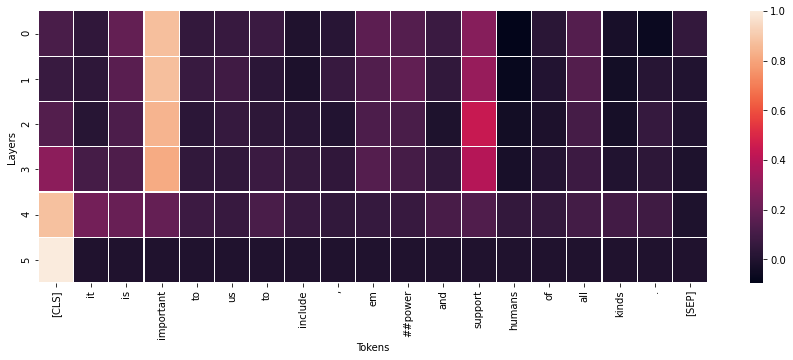 1.0
0
1
0.8
2
0.6
Layers
0.4
3
0.2
4
0.0
5
[CLS]
it
is
important
to
us
to
include
,
em
##power
and
support
humans
of
all
kinds
.
[SEP]
Tokens